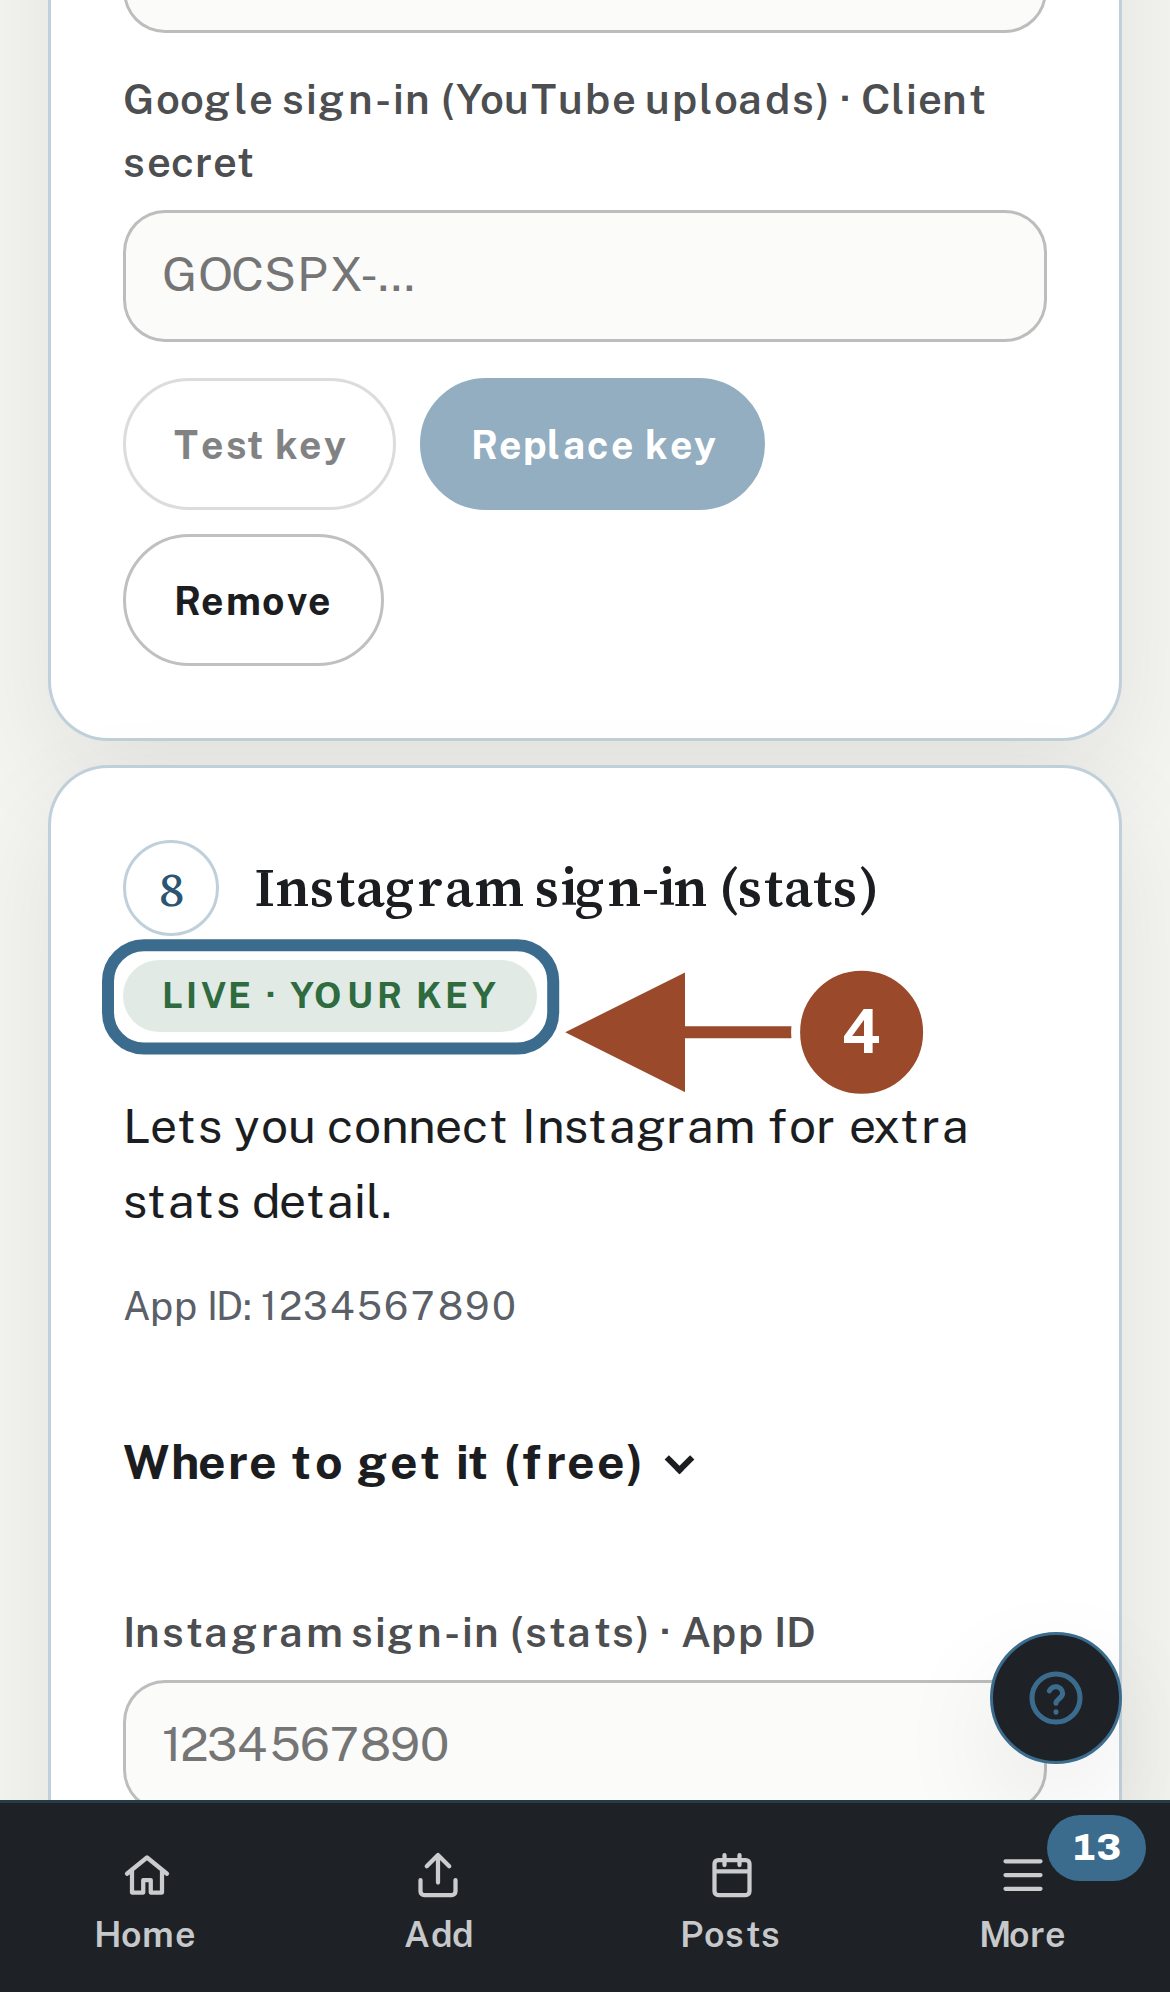 Google sign-in (YouTube uploads) · Client
secret
GOCSPX-...
Test key
Replace key
Remove
8
Instagram sign-in (stats)
LIVE · YOUR KEY
4
Lets you connect Instagram for extra
stats detail.
App ID: 1234567890
Where to get it (free)
Instagram sign-in (stats) · App ID
1234567890
13
Home
Add
Posts
More